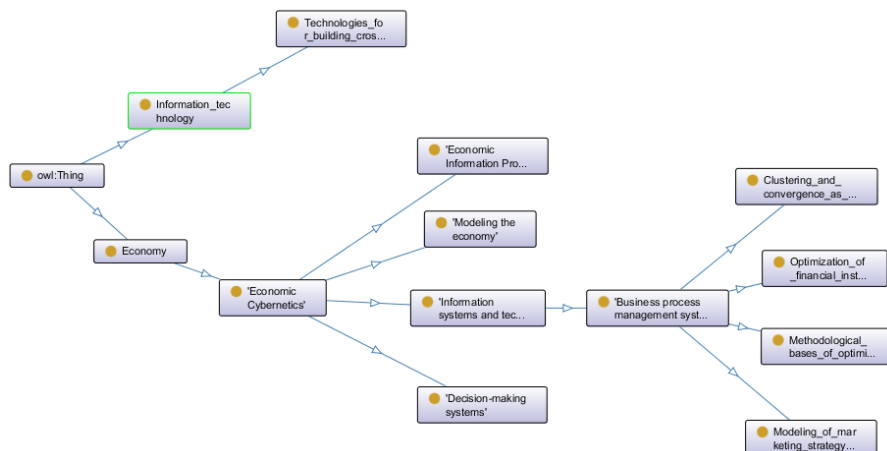 Technologies_fo
r_building_cros...
Information_tec
hnology
owl:Thing
Economy
'Economic
Cybernetics'
'Economic
Information Pro...
'Modeling the
economy'
'Information
systems and tec...
'Decision-making
systems'
'Business process
management syst...
Clustering_and_
convergence_as_...
Optimization_of
_financial_inst...
Methodological_
bases_of_optimi...
Modeling_of_mar
keting_strategy...